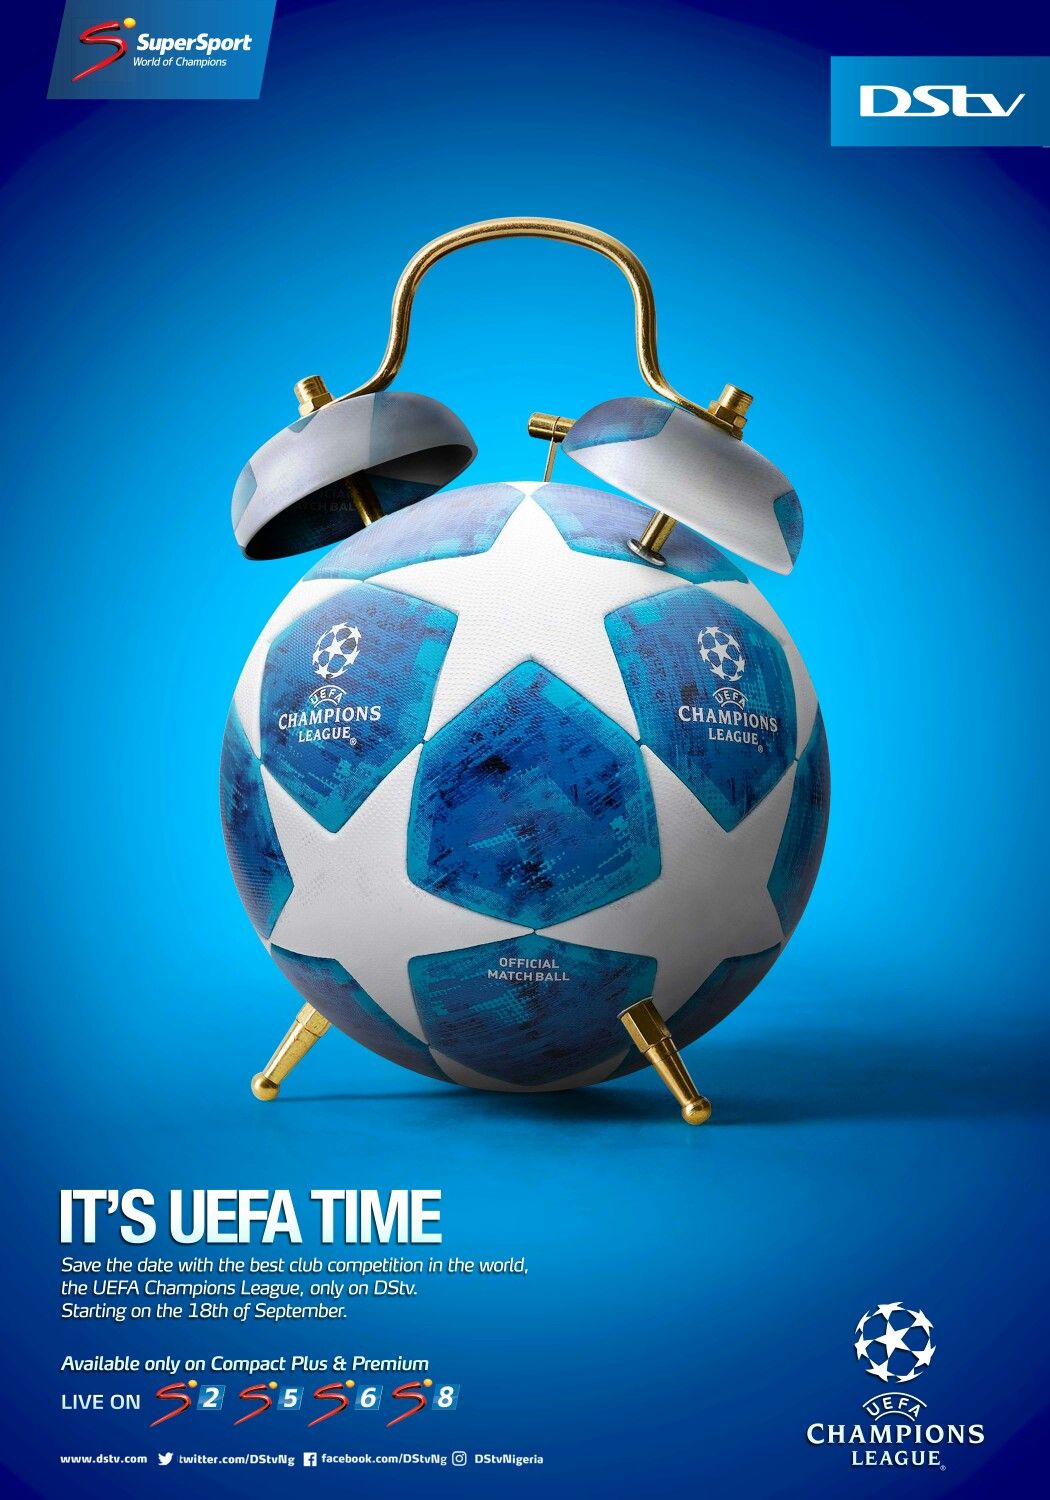 SuperSport
World of Champions
DStv
UEFA
CHAMPIONS
LEAGUE®
UEFA
CHAMPIONS
LEAGUE®
OFFICIAL
MATCH BALL
IT'S UEFA TIME
Save the date with the best club competition in the world,
the UEFA Champions League, only on DStv.
Starting on the 18th of September.
Available only on Compact Plus & Premium
LIVE ON S 2 S 5 S 6 S 8
www.dstv.com twitter.com/DStvNg facebook.com/DStvNg DStvNigeria
UEFA
CHAMPIONS
LEAGUE®